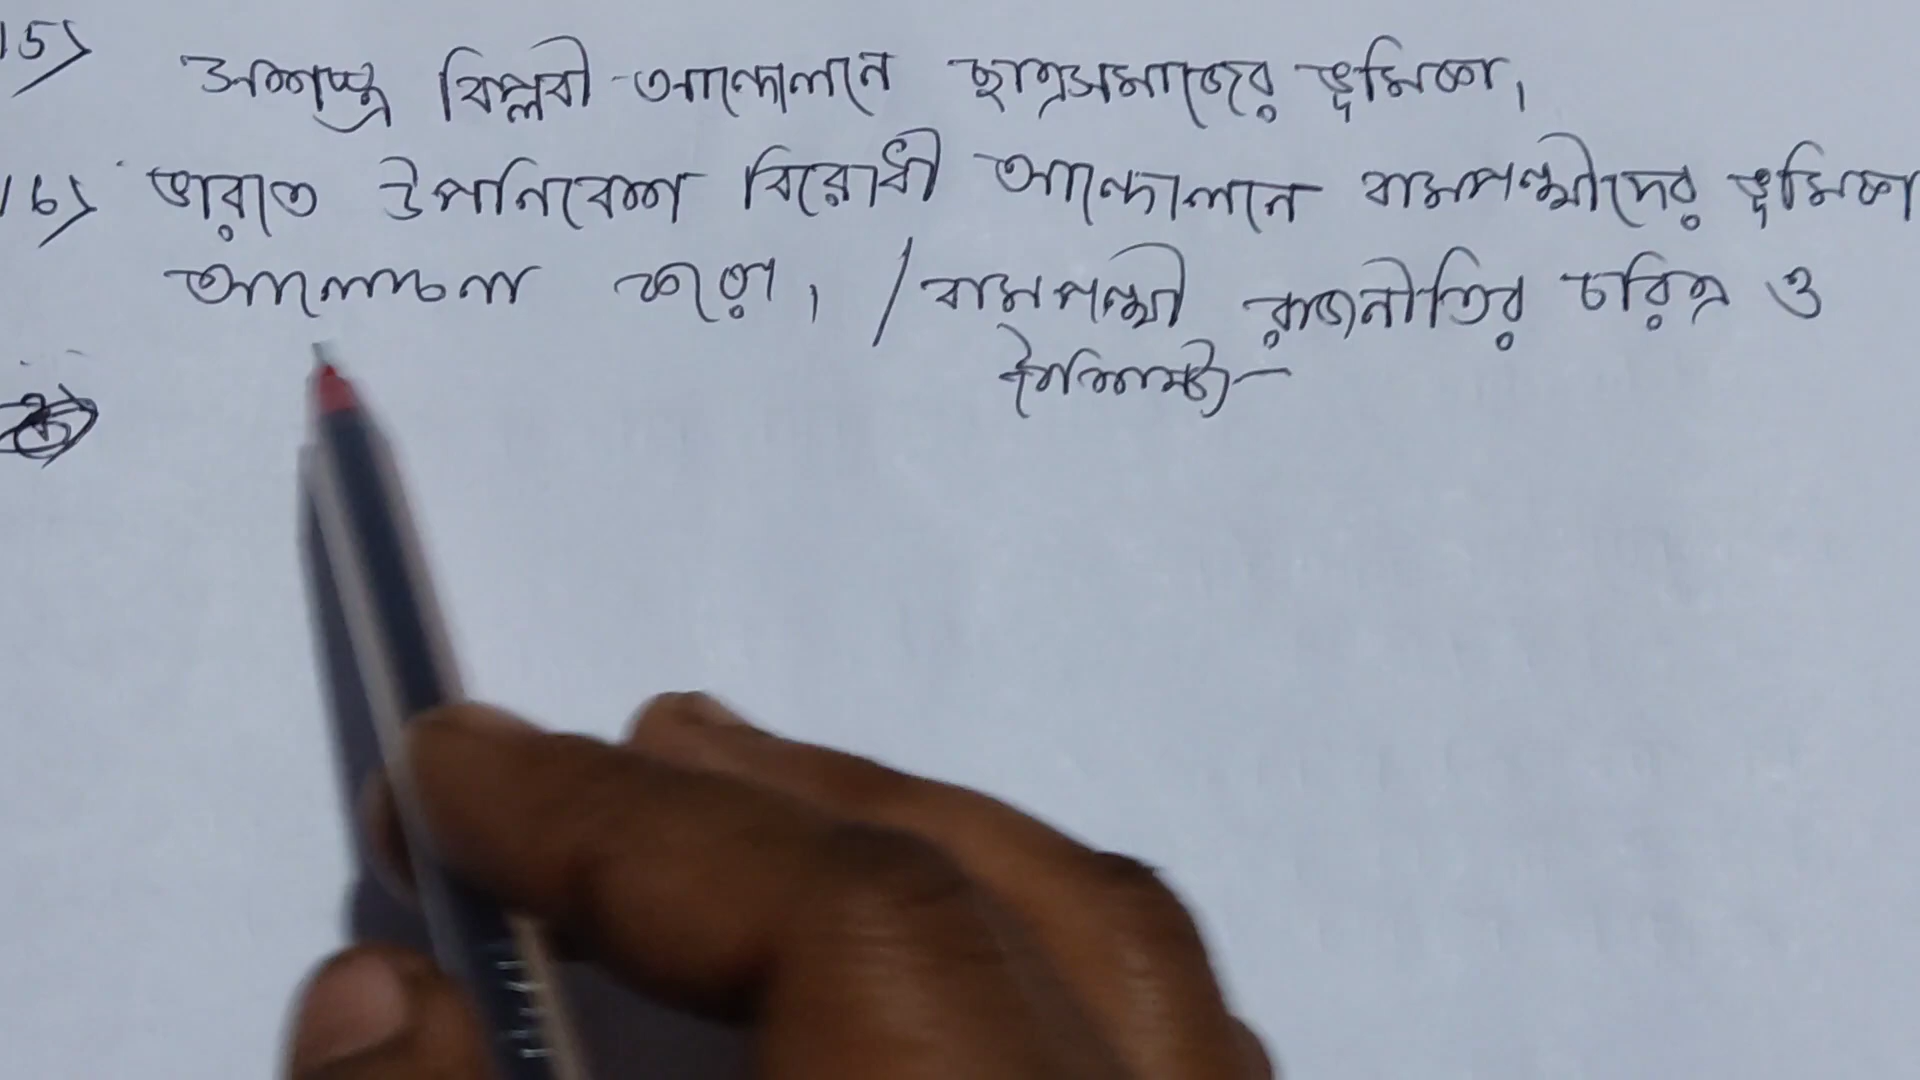 15) সশস্ত্র বিপ্লবী আন্দোলনে ছাত্রসমাজের ভূমিকা।
16) ভারতে উপনিবেশ বিরোধী আন্দোলনে বামপন্থীদের ভূমিকা
আলোচনা করো। / বামপন্থী রাজনীতির চরিত্র ও
বৈশিষ্ট্য—